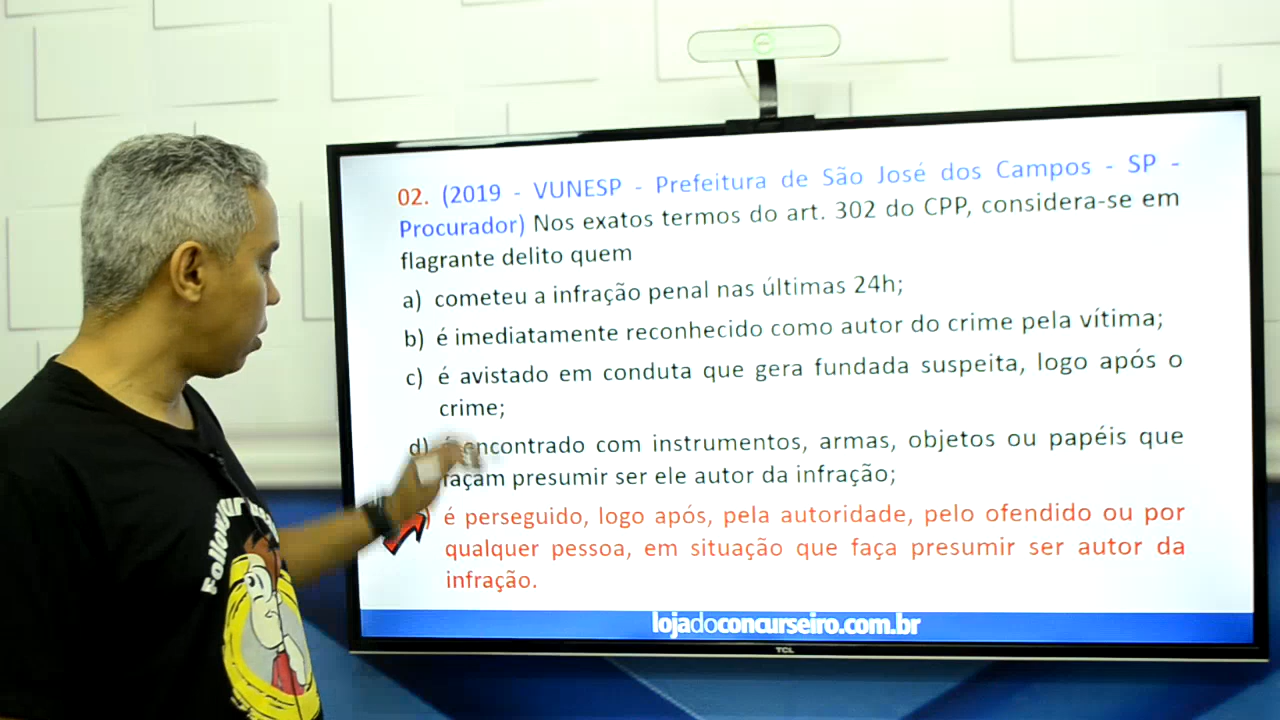 02. (2019 - VUNESP - Prefeitura de São José dos Campos - SP -
Procurador) Nos exatos termos do art. 302 do CPP, considera-se em
flagrante delito quem
a) cometeu a infração penal nas últimas 24h;
b) é imediatamente reconhecido como autor do crime pela vítima;
c) é avistado em conduta que gera fundada suspeita, logo após o
crime;
d) é encontrado com instrumentos, armas, objetos ou papéis que
façam presumir ser ele autor da infração;
é perseguido, logo após, pela autoridade, pelo ofendido ou por
qualquer pessoa, em situação que faça presumir ser autor da
infração.
lojadoconcurseiro.com.br
TCL